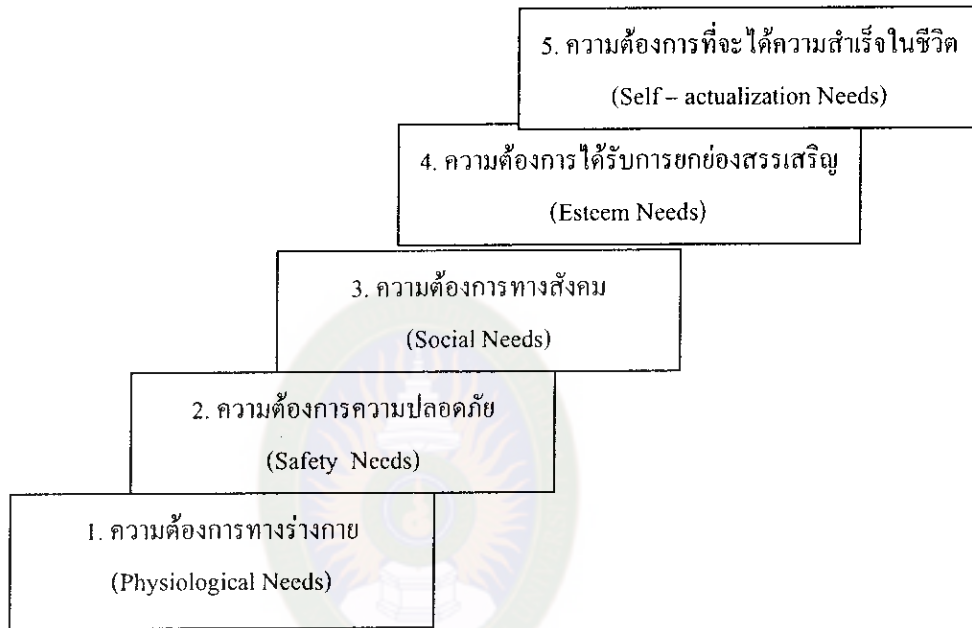 5. ความต้องการที่จะได้ความสำเร็จในชีวิต
(Self – actualization Needs)
4. ความต้องการได้รับการยกย่องสรรเสริญ
(Esteem Needs)
3. ความต้องการทางสังคม
(Social Needs)
2. ความต้องการความปลอดภัย
(Safety Needs)
1. ความต้องการทางร่างกาย
(Physiological Needs)